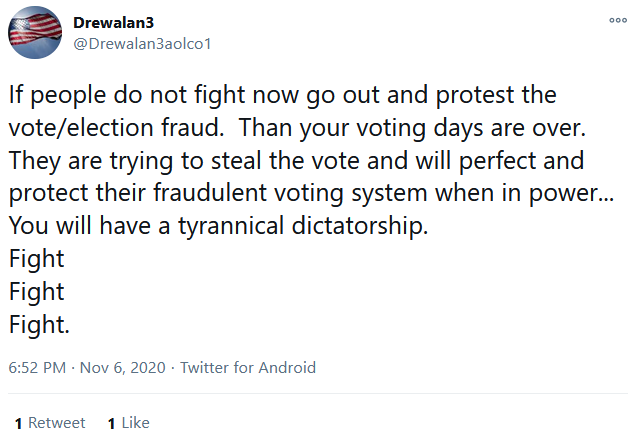 Drewalan3
@Drewalan3aolco1
If people do not fight now go out and protest the
vote/election fraud.  Than your voting days are over.
They are trying to steal the vote and will perfect and
protect their fraudulent voting system when in power...
You will have a tyrannical dictatorship.
Fight
Fight
Fight.
6:52 PM · Nov 6, 2020 · Twitter for Android
1 Retweet 1 Like